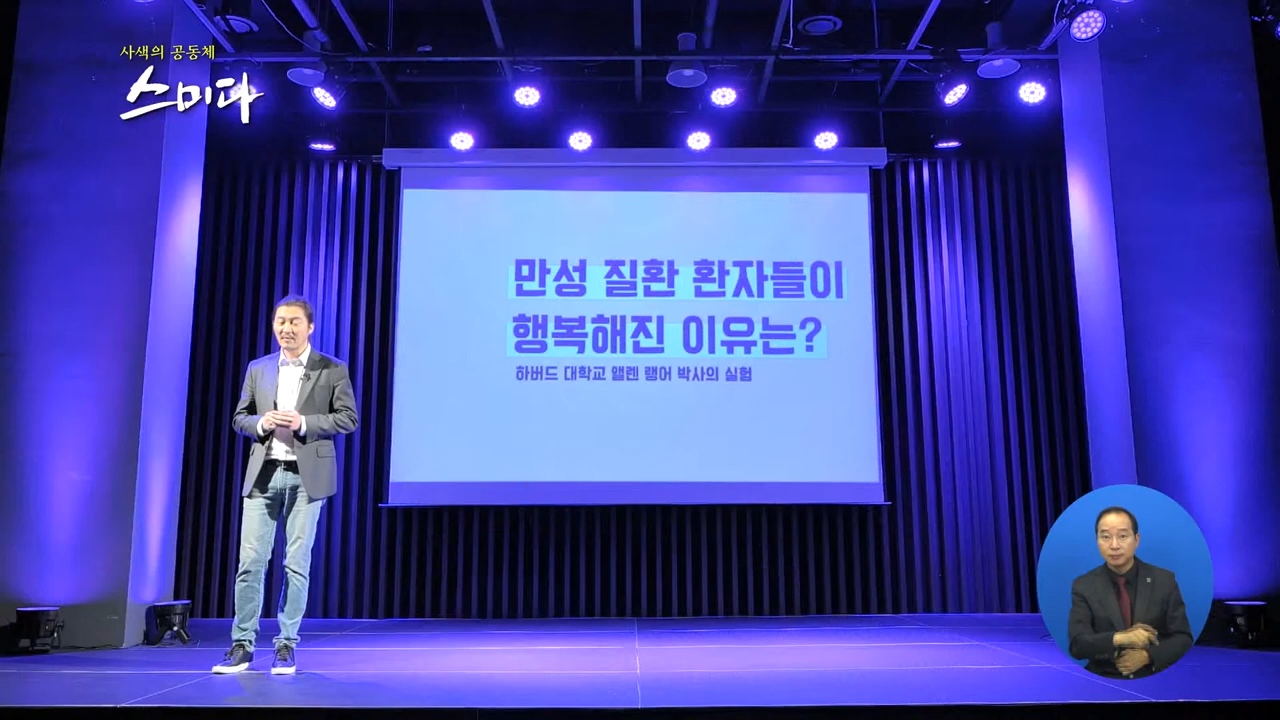 사색의 공동체
스미다
만성 질환 환자들이
행복해진 이유는?
하버드 대학교 앨렌 랭어 박사의 실험